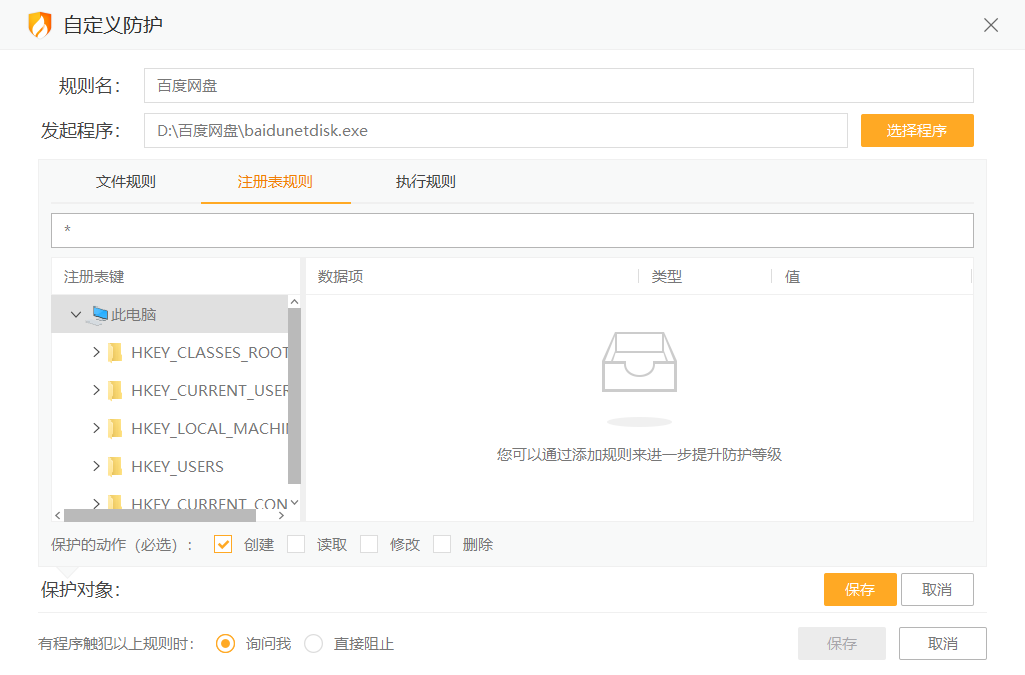 自定义防护
规则名：
百度网盘
发起程序：
D:\百度网盘\baidunetdisk.exe
选择程序
文件规则 注册表规则 执行规则
*
注册表键
数据项 类型 值
此电脑
HKEY_CLASSES_ROOT
HKEY_CURRENT_USER
HKEY_LOCAL_MACHI
HKEY_USERS
HKEY_CURRENT_CON
您可以通过添加规则来进一步提升防护等级
保护的动作（必选）： 创建 读取 修改 删除
保护对象：
保存 取消
有程序触犯以上规则时： 询问我 直接阻止
保存 取消